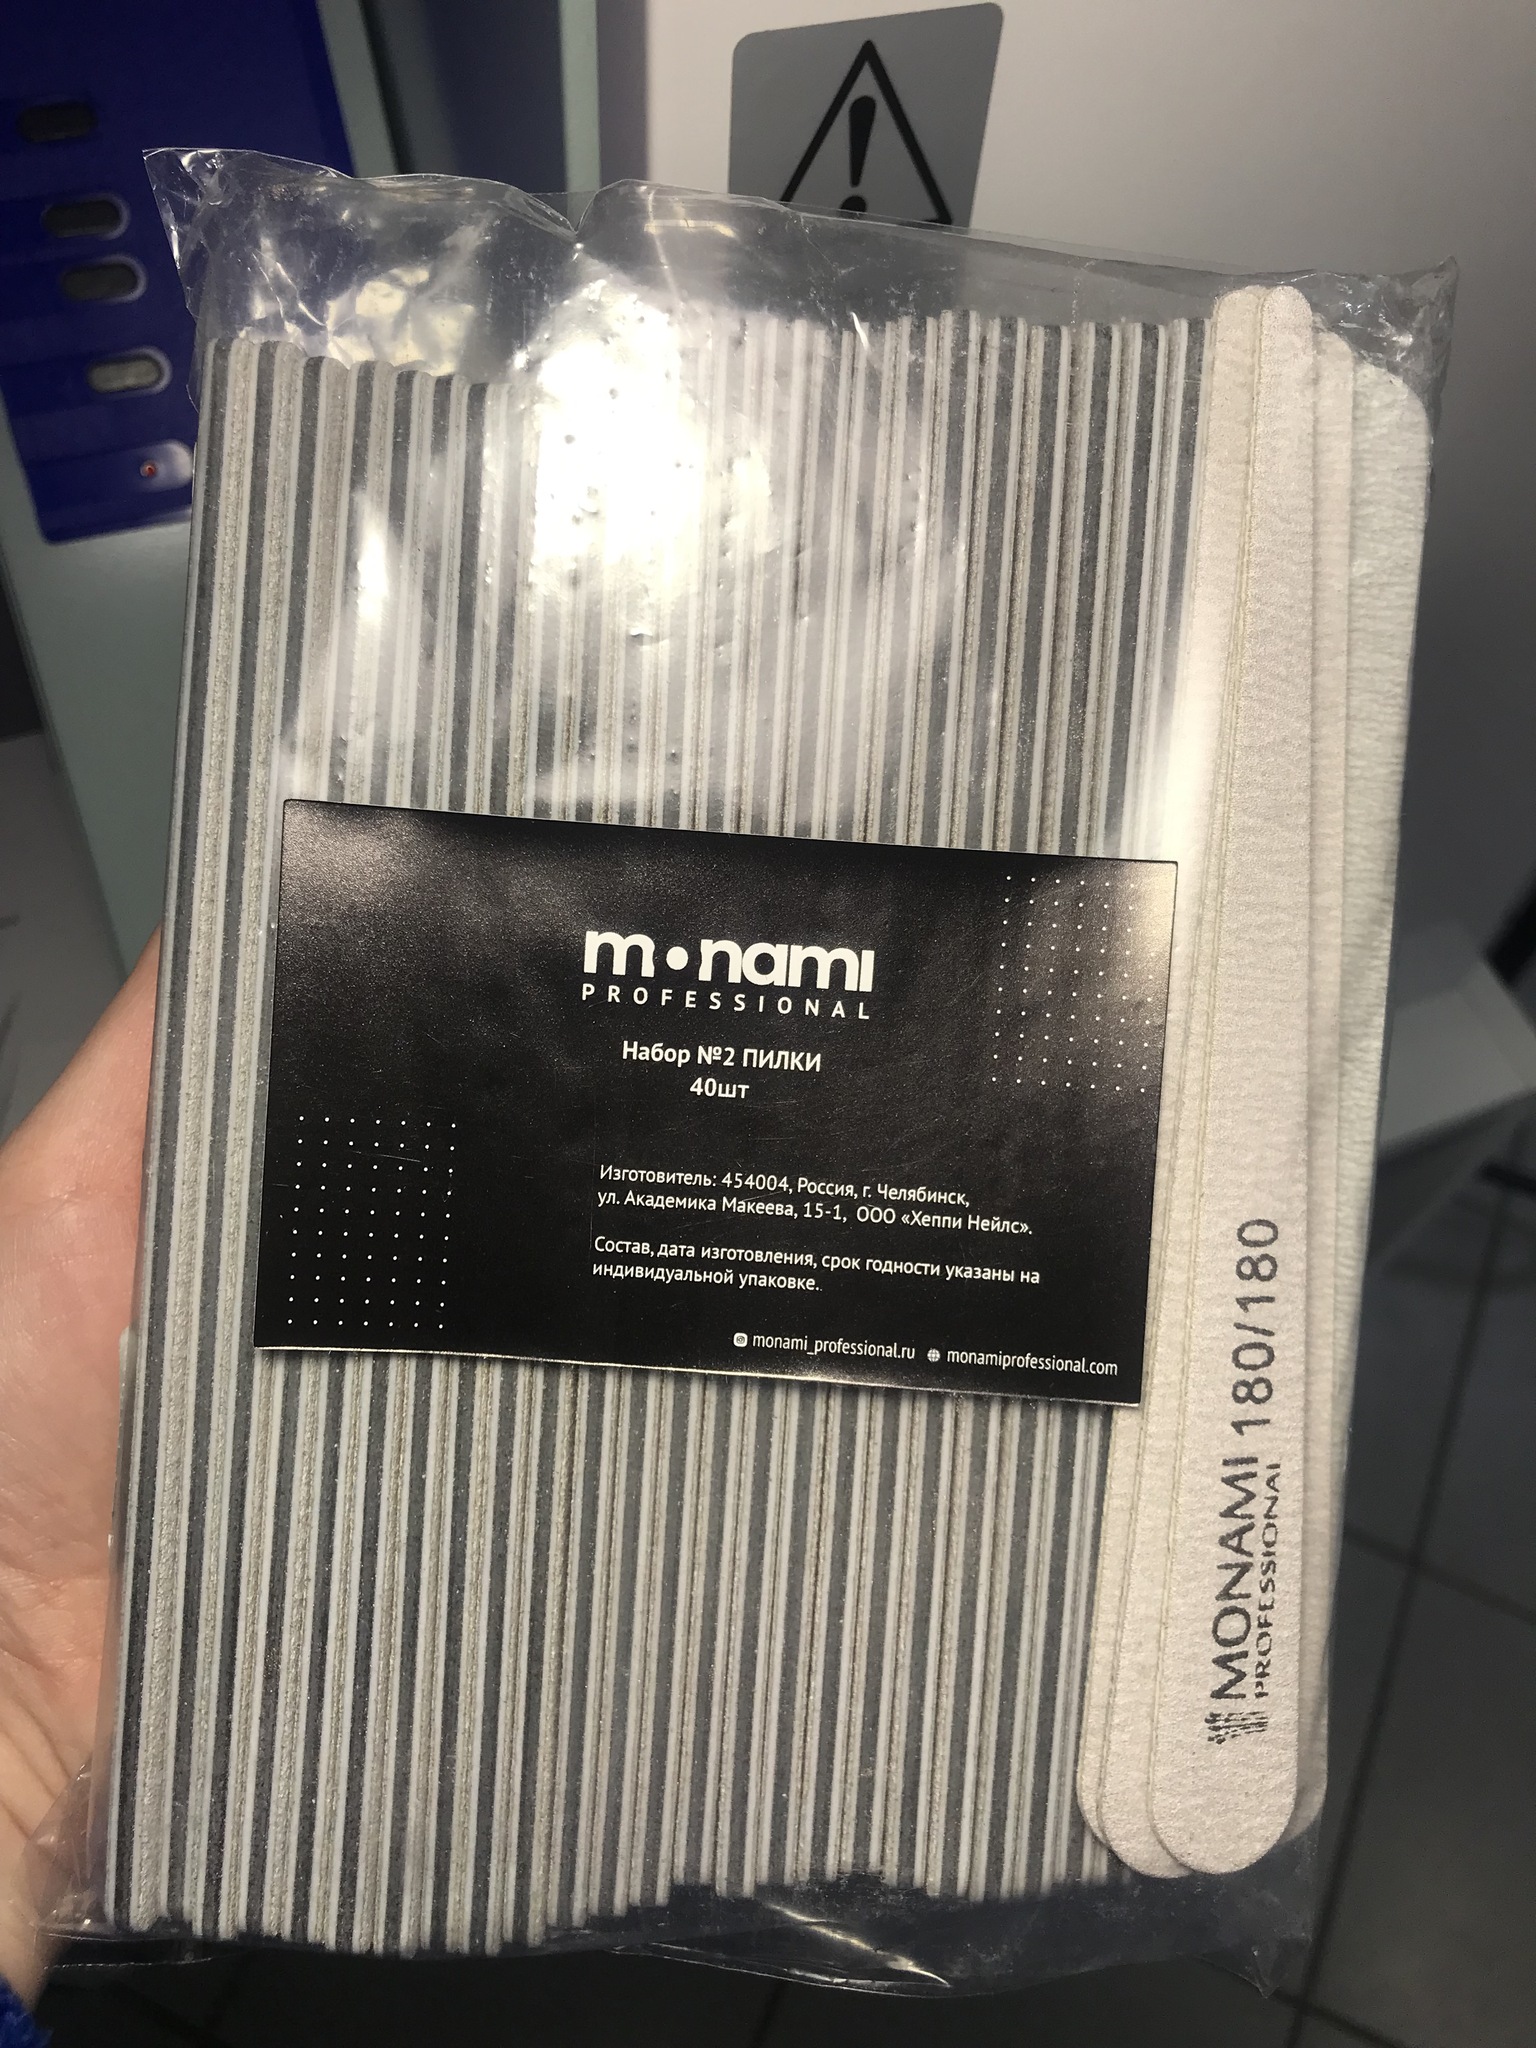 m•nami
PROFESSIONAL
Набор №2 ПИЛКИ
40шт
Изготовитель: 454004, Россия, г. Челябинск,
ул. Академика Макеева, 15-1, ООО «Хеппи Нейлс».
Состав, дата изготовления, срок годности указаны на
индивидуальной упаковке..
monami_professional.ru monamiprofessional.com
MONAMI 180/180
PROFESSIONAL